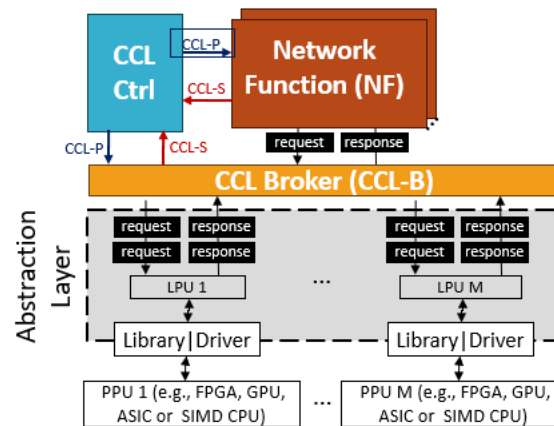 CCL
Ctrl
CCL-P
Network
Function (NF)
CCL-S
CCL-P
CCL-S
request
response
CCL Broker (CCL-B)
Abstraction
Layer
request
response
request
response
request
response
request
response
LPU 1
...
LPU M
Library|Driver
Library|Driver
PPU 1 (e.g., FPGA, GPU,
ASIC or SIMD CPU)
...
PPU M (e.g., FPGA, GPU,
ASIC or SIMD CPU)